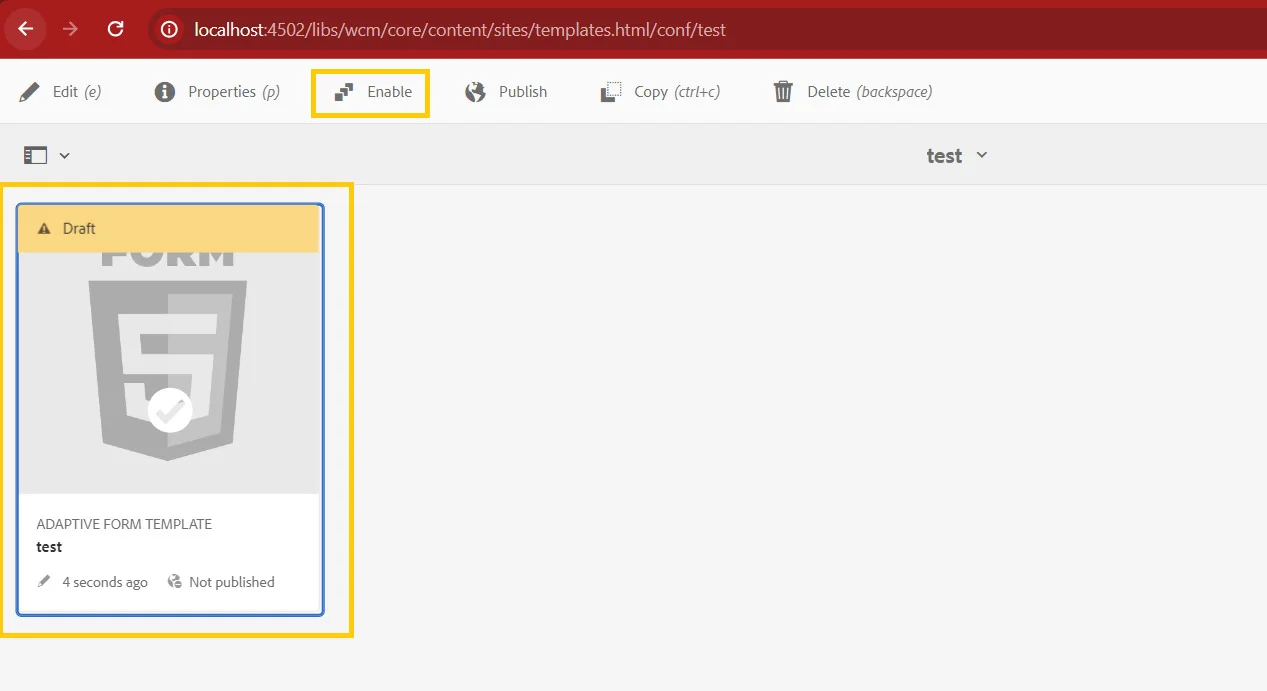 localhost:4502/libs/wcm/core/content/sites/templates.html/conf/test
Edit (e) Properties (p) Enable Publish Copy (ctrl+c) Delete (backspace)
test
Draft
FORM
ADAPTIVE FORM TEMPLATE
test
4 seconds ago Not published